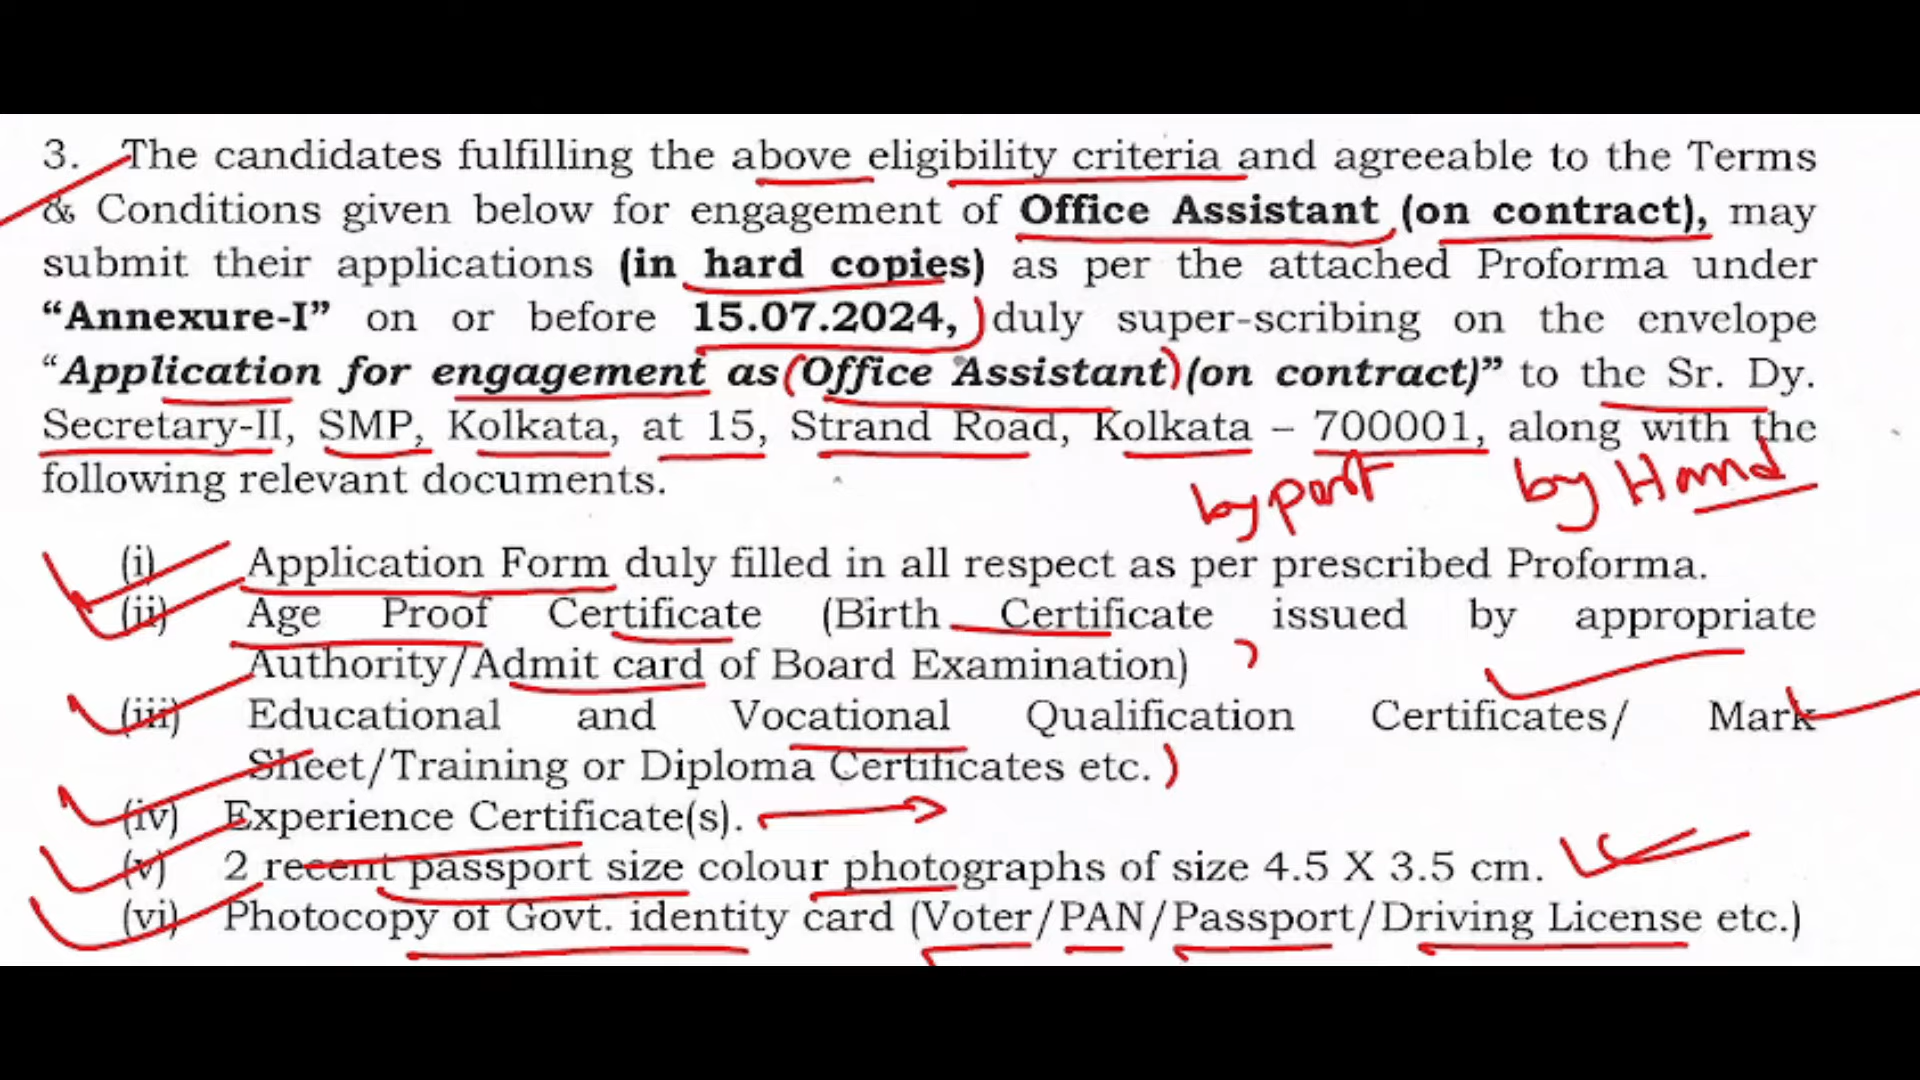 3. The candidates fulfilling the above eligibility criteria and agreeable to the Terms
& Conditions given below for engagement of Office Assistant (on contract), may
submit their applications (in hard copies) as per the attached Proforma under
“Annexure-I” on or before 15.07.2024, duly super-scribing on the envelope
“Application for engagement as (Office Assistant) (on contract)” to the Sr. Dy.
Secretary-II, SMP, Kolkata, at 15, Strand Road, Kolkata – 700001, along with the
following relevant documents.
by post by Hand
(i) Application Form duly filled in all respect as per prescribed Proforma.
(ii) Age Proof Certificate (Birth Certificate issued by appropriate
Authority/Admit card of Board Examination)
(iii) Educational and Vocational Qualification Certificates/ Mark
Sheet/Training or Diploma Certificates etc.)
(iv) Experience Certificate(s).
(v) 2 recent passport size colour photographs of size 4.5 X 3.5 cm.
(vi) Photocopy of Govt. identity card (Voter/PAN/Passport/Driving License etc.)